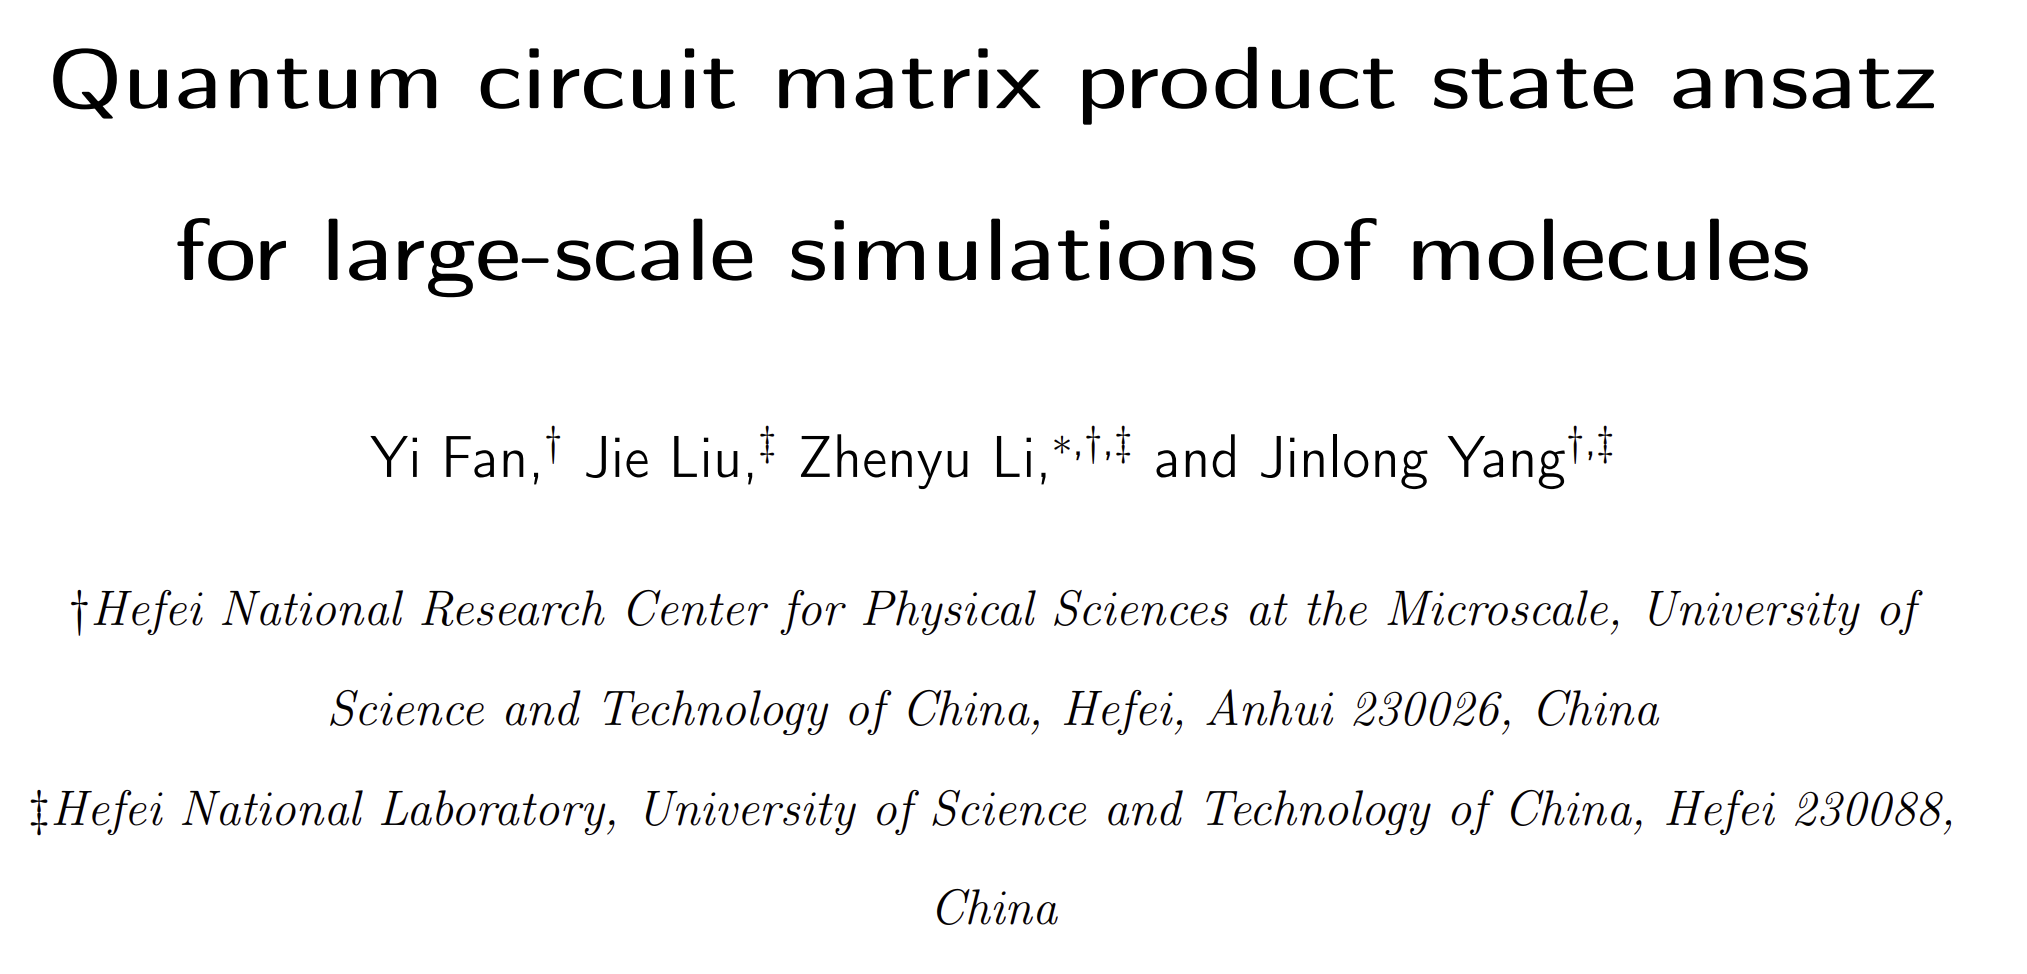 Quantum circuit matrix product state ansatz
for large-scale simulations of molecules
Yi Fan,† Jie Liu,‡ Zhenyu Li,*,†,‡ and Jinlong Yang†,‡
†Hefei National Research Center for Physical Sciences at the Microscale, University of
Science and Technology of China, Hefei, Anhui 230026, China
‡Hefei National Laboratory, University of Science and Technology of China, Hefei 230088,
China